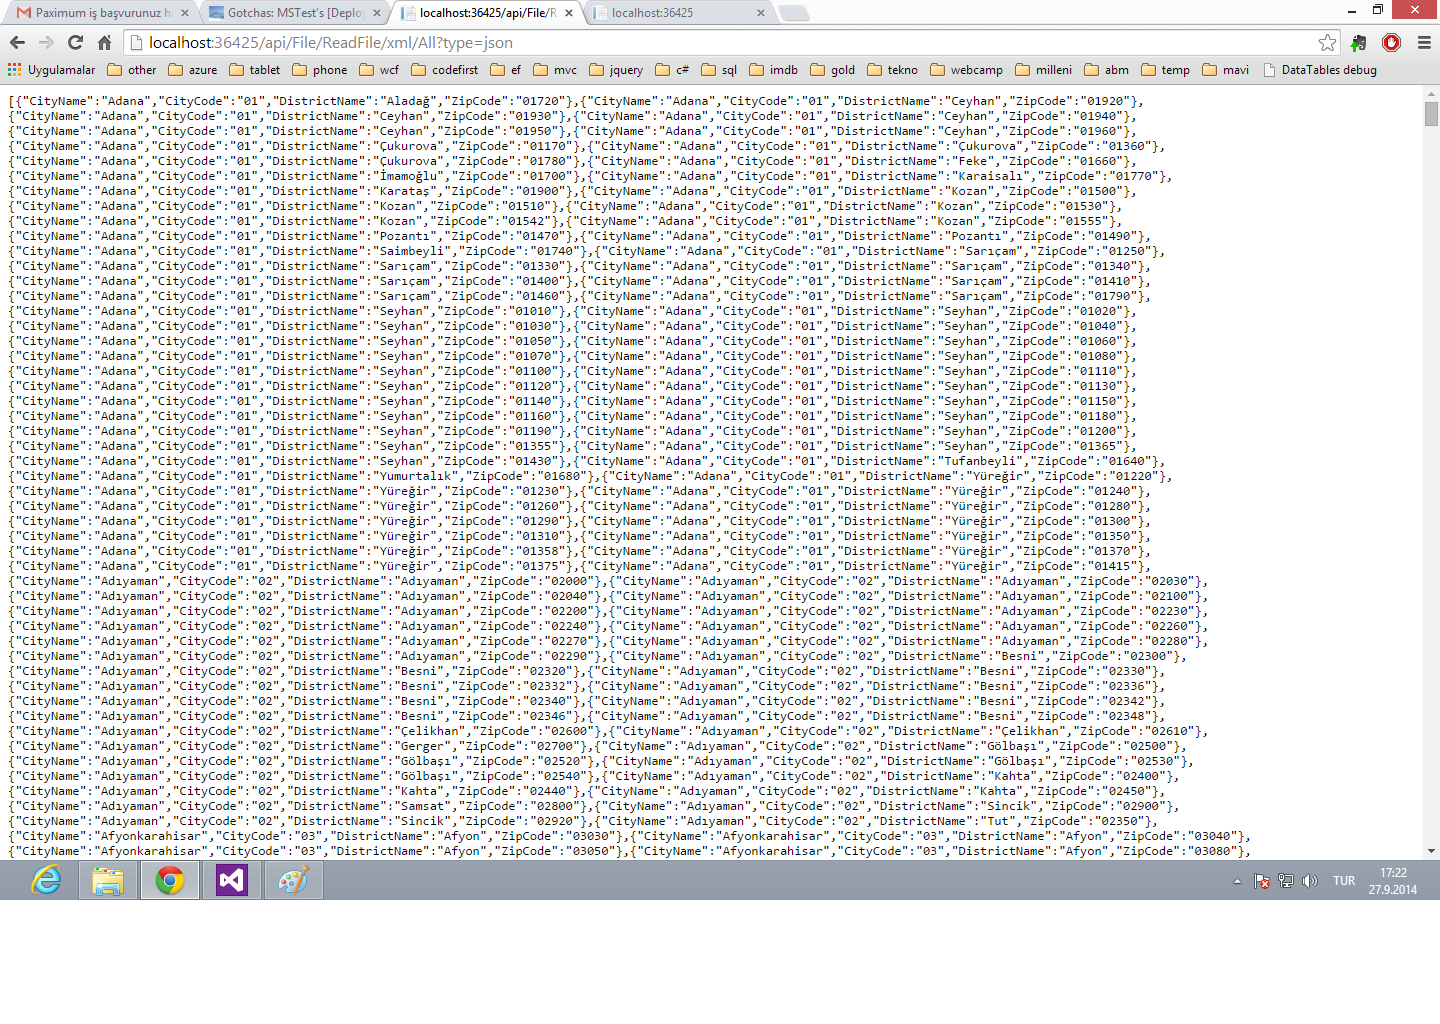 Paximum iş başvurunuz h
Gotchas: MSTest's [Deploy
localhost:36425/api/File/R
localhost:36425
localhost:36425/api/File/ReadFile/xml/All?type=json
Uygulamalar other azure tablet phone wcf codefirst ef mvc jquery c# sql imdb gold tekno webcamp milleni abm temp mavi DataTables debug
[{"CityName":"Adana","CityCode":"01","DistrictName":"Aladağ","ZipCode":"01720"},{"CityName":"Adana","CityCode":"01","DistrictName":"Ceyhan","ZipCode":"01920"},
{"CityName":"Adana","CityCode":"01","DistrictName":"Ceyhan","ZipCode":"01930"},{"CityName":"Adana","CityCode":"01","DistrictName":"Ceyhan","ZipCode":"01940"},
{"CityName":"Adana","CityCode":"01","DistrictName":"Ceyhan","ZipCode":"01950"},{"CityName":"Adana","CityCode":"01","DistrictName":"Ceyhan","ZipCode":"01960"},
{"CityName":"Adana","CityCode":"01","DistrictName":"Çukurova","ZipCode":"01170"},{"CityName":"Adana","CityCode":"01","DistrictName":"Çukurova","ZipCode":"01360"},
{"CityName":"Adana","CityCode":"01","DistrictName":"Çukurova","ZipCode":"01780"},{"CityName":"Adana","CityCode":"01","DistrictName":"Feke","ZipCode":"01660"},
{"CityName":"Adana","CityCode":"01","DistrictName":"İmamoğlu","ZipCode":"01700"},{"CityName":"Adana","CityCode":"01","DistrictName":"Karaisalı","ZipCode":"01770"},
{"CityName":"Adana","CityCode":"01","DistrictName":"Karataş","ZipCode":"01900"},{"CityName":"Adana","CityCode":"01","DistrictName":"Kozan","ZipCode":"01500"},
{"CityName":"Adana","CityCode":"01","DistrictName":"Kozan","ZipCode":"01510"},{"CityName":"Adana","CityCode":"01","DistrictName":"Kozan","ZipCode":"01530"},
{"CityName":"Adana","CityCode":"01","DistrictName":"Kozan","ZipCode":"01542"},{"CityName":"Adana","CityCode":"01","DistrictName":"Kozan","ZipCode":"01555"},
{"CityName":"Adana","CityCode":"01","DistrictName":"Pozantı","ZipCode":"01470"},{"CityName":"Adana","CityCode":"01","DistrictName":"Pozantı","ZipCode":"01490"},
{"CityName":"Adana","CityCode":"01","DistrictName":"Saimbeyli","ZipCode":"01740"},{"CityName":"Adana","CityCode":"01","DistrictName":"Sarıçam","ZipCode":"01250"},
{"CityName":"Adana","CityCode":"01","DistrictName":"Sarıçam","ZipCode":"01330"},{"CityName":"Adana","CityCode":"01","DistrictName":"Sarıçam","ZipCode":"01340"},
{"CityName":"Adana","CityCode":"01","DistrictName":"Sarıçam","ZipCode":"01400"},{"CityName":"Adana","CityCode":"01","DistrictName":"Sarıçam","ZipCode":"01410"},
{"CityName":"Adana","CityCode":"01","DistrictName":"Sarıçam","ZipCode":"01460"},{"CityName":"Adana","CityCode":"01","DistrictName":"Sarıçam","ZipCode":"01790"},
{"CityName":"Adana","CityCode":"01","DistrictName":"Seyhan","ZipCode":"01010"},{"CityName":"Adana","CityCode":"01","DistrictName":"Seyhan","ZipCode":"01020"},
{"CityName":"Adana","CityCode":"01","DistrictName":"Seyhan","ZipCode":"01030"},{"CityName":"Adana","CityCode":"01","DistrictName":"Seyhan","ZipCode":"01040"},
{"CityName":"Adana","CityCode":"01","DistrictName":"Seyhan","ZipCode":"01050"},{"CityName":"Adana","CityCode":"01","DistrictName":"Seyhan","ZipCode":"01060"},
{"CityName":"Adana","CityCode":"01","DistrictName":"Seyhan","ZipCode":"01070"},{"CityName":"Adana","CityCode":"01","DistrictName":"Seyhan","ZipCode":"01080"},
{"CityName":"Adana","CityCode":"01","DistrictName":"Seyhan","ZipCode":"01100"},{"CityName":"Adana","CityCode":"01","DistrictName":"Seyhan","ZipCode":"01110"},
{"CityName":"Adana","CityCode":"01","DistrictName":"Seyhan","ZipCode":"01120"},{"CityName":"Adana","CityCode":"01","DistrictName":"Seyhan","ZipCode":"01130"},
{"CityName":"Adana","CityCode":"01","DistrictName":"Seyhan","ZipCode":"01140"},{"CityName":"Adana","CityCode":"01","DistrictName":"Seyhan","ZipCode":"01150"},
{"CityName":"Adana","CityCode":"01","DistrictName":"Seyhan","ZipCode":"01160"},{"CityName":"Adana","CityCode":"01","DistrictName":"Seyhan","ZipCode":"01180"},
{"CityName":"Adana","CityCode":"01","DistrictName":"Seyhan","ZipCode":"01190"},{"CityName":"Adana","CityCode":"01","DistrictName":"Seyhan","ZipCode":"01200"},
{"CityName":"Adana","CityCode":"01","DistrictName":"Seyhan","ZipCode":"01355"},{"CityName":"Adana","CityCode":"01","DistrictName":"Seyhan","ZipCode":"01365"},
{"CityName":"Adana","CityCode":"01","DistrictName":"Seyhan","ZipCode":"01430"},{"CityName":"Adana","CityCode":"01","DistrictName":"Tufanbeyli","ZipCode":"01640"},
{"CityName":"Adana","CityCode":"01","DistrictName":"Yumurtalık","ZipCode":"01680"},{"CityName":"Adana","CityCode":"01","DistrictName":"Yüreğir","ZipCode":"01220"},
{"CityName":"Adana","CityCode":"01","DistrictName":"Yüreğir","ZipCode":"01230"},{"CityName":"Adana","CityCode":"01","DistrictName":"Yüreğir","ZipCode":"01240"},
{"CityName":"Adana","CityCode":"01","DistrictName":"Yüreğir","ZipCode":"01260"},{"CityName":"Adana","CityCode":"01","DistrictName":"Yüreğir","ZipCode":"01280"},
{"CityName":"Adana","CityCode":"01","DistrictName":"Yüreğir","ZipCode":"01290"},{"CityName":"Adana","CityCode":"01","DistrictName":"Yüreğir","ZipCode":"01300"},
{"CityName":"Adana","CityCode":"01","DistrictName":"Yüreğir","ZipCode":"01310"},{"CityName":"Adana","CityCode":"01","DistrictName":"Yüreğir","ZipCode":"01350"},
{"CityName":"Adana","CityCode":"01","DistrictName":"Yüreğir","ZipCode":"01358"},{"CityName":"Adana","CityCode":"01","DistrictName":"Yüreğir","ZipCode":"01370"},
{"CityName":"Adana","CityCode":"01","DistrictName":"Yüreğir","ZipCode":"01375"},{"CityName":"Adana","CityCode":"01","DistrictName":"Yüreğir","ZipCode":"01415"},
{"CityName":"Adıyaman","CityCode":"02","DistrictName":"Adıyaman","ZipCode":"02000"},{"CityName":"Adıyaman","CityCode":"02","DistrictName":"Adıyaman","ZipCode":"02030"},
{"CityName":"Adıyaman","CityCode":"02","DistrictName":"Adıyaman","ZipCode":"02040"},{"CityName":"Adıyaman","CityCode":"02","DistrictName":"Adıyaman","ZipCode":"02100"},
{"CityName":"Adıyaman","CityCode":"02","DistrictName":"Adıyaman","ZipCode":"02200"},{"CityName":"Adıyaman","CityCode":"02","DistrictName":"Adıyaman","ZipCode":"02230"},
{"CityName":"Adıyaman","CityCode":"02","DistrictName":"Adıyaman","ZipCode":"02240"},{"CityName":"Adıyaman","CityCode":"02","DistrictName":"Adıyaman","ZipCode":"02260"},
{"CityName":"Adıyaman","CityCode":"02","DistrictName":"Adıyaman","ZipCode":"02270"},{"CityName":"Adıyaman","CityCode":"02","DistrictName":"Adıyaman","ZipCode":"02280"},
{"CityName":"Adıyaman","CityCode":"02","DistrictName":"Adıyaman","ZipCode":"02290"},{"CityName":"Adıyaman","CityCode":"02","DistrictName":"Besni","ZipCode":"02300"},
{"CityName":"Adıyaman","CityCode":"02","DistrictName":"Besni","ZipCode":"02320"},{"CityName":"Adıyaman","CityCode":"02","DistrictName":"Besni","ZipCode":"02330"},
{"CityName":"Adıyaman","CityCode":"02","DistrictName":"Besni","ZipCode":"02332"},{"CityName":"Adıyaman","CityCode":"02","DistrictName":"Besni","ZipCode":"02336"},
{"CityName":"Adıyaman","CityCode":"02","DistrictName":"Besni","ZipCode":"02340"},{"CityName":"Adıyaman","CityCode":"02","DistrictName":"Besni","ZipCode":"02342"},
{"CityName":"Adıyaman","CityCode":"02","DistrictName":"Besni","ZipCode":"02346"},{"CityName":"Adıyaman","CityCode":"02","DistrictName":"Besni","ZipCode":"02348"},
{"CityName":"Adıyaman","CityCode":"02","DistrictName":"Çelikhan","ZipCode":"02600"},{"CityName":"Adıyaman","CityCode":"02","DistrictName":"Çelikhan","ZipCode":"02610"},
{"CityName":"Adıyaman","CityCode":"02","DistrictName":"Gerger","ZipCode":"02700"},{"CityName":"Adıyaman","CityCode":"02","DistrictName":"Gölbaşı","ZipCode":"02500"},
{"CityName":"Adıyaman","CityCode":"02","DistrictName":"Gölbaşı","ZipCode":"02520"},{"CityName":"Adıyaman","CityCode":"02","DistrictName":"Gölbaşı","ZipCode":"02530"},
{"CityName":"Adıyaman","CityCode":"02","DistrictName":"Gölbaşı","ZipCode":"02540"},{"CityName":"Adıyaman","CityCode":"02","DistrictName":"Kahta","ZipCode":"02400"},
{"CityName":"Adıyaman","CityCode":"02","DistrictName":"Kahta","ZipCode":"02440"},{"CityName":"Adıyaman","CityCode":"02","DistrictName":"Kahta","ZipCode":"02450"},
{"CityName":"Adıyaman","CityCode":"02","DistrictName":"Samsat","ZipCode":"02800"},{"CityName":"Adıyaman","CityCode":"02","DistrictName":"Sincik","ZipCode":"02900"},
{"CityName":"Adıyaman","CityCode":"02","DistrictName":"Sincik","ZipCode":"02920"},{"CityName":"Adıyaman","CityCode":"02","DistrictName":"Tut","ZipCode":"02350"},
{"CityName":"Afyonkarahisar","CityCode":"03","DistrictName":"Afyon","ZipCode":"03030"},{"CityName":"Afyonkarahisar","CityCode":"03","DistrictName":"Afyon","ZipCode":"03040"},
{"CityName":"Afyonkarahisar","CityCode":"03","DistrictName":"Afyon","ZipCode":"03050"},{"CityName":"Afyonkarahisar","CityCode":"03","DistrictName":"Afyon","ZipCode":"03080"},
TUR
17:22
27.9.2014